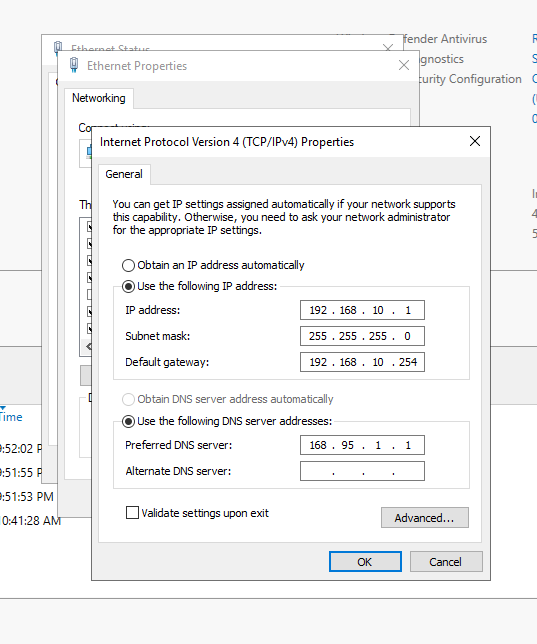 Defender Antivirus
Ethernet Status
Ethernet Properties
Security Configuration
Networking
Internet Protocol Version 4 (TCP/IPv4) Properties
General
You can get IP settings assigned automatically if your network supports
this capability. Otherwise, you need to ask your network administrator
for the appropriate IP settings.
Obtain an IP address automatically
Use the following IP address:
IP address: 192 . 168 . 10 . 1
Subnet mask: 255 . 255 . 255 . 0
Default gateway: 192 . 168 . 10 . 254
Obtain DNS server address automatically
Time
Use the following DNS server addresses:
9:52:02 P
Preferred DNS server: 168 . 95 . 1 . 1
9:51:55 P
Alternate DNS server: . . .
9:51:53 PM
Validate settings upon exit
10:41:28 AM
Advanced...
OK
Cancel